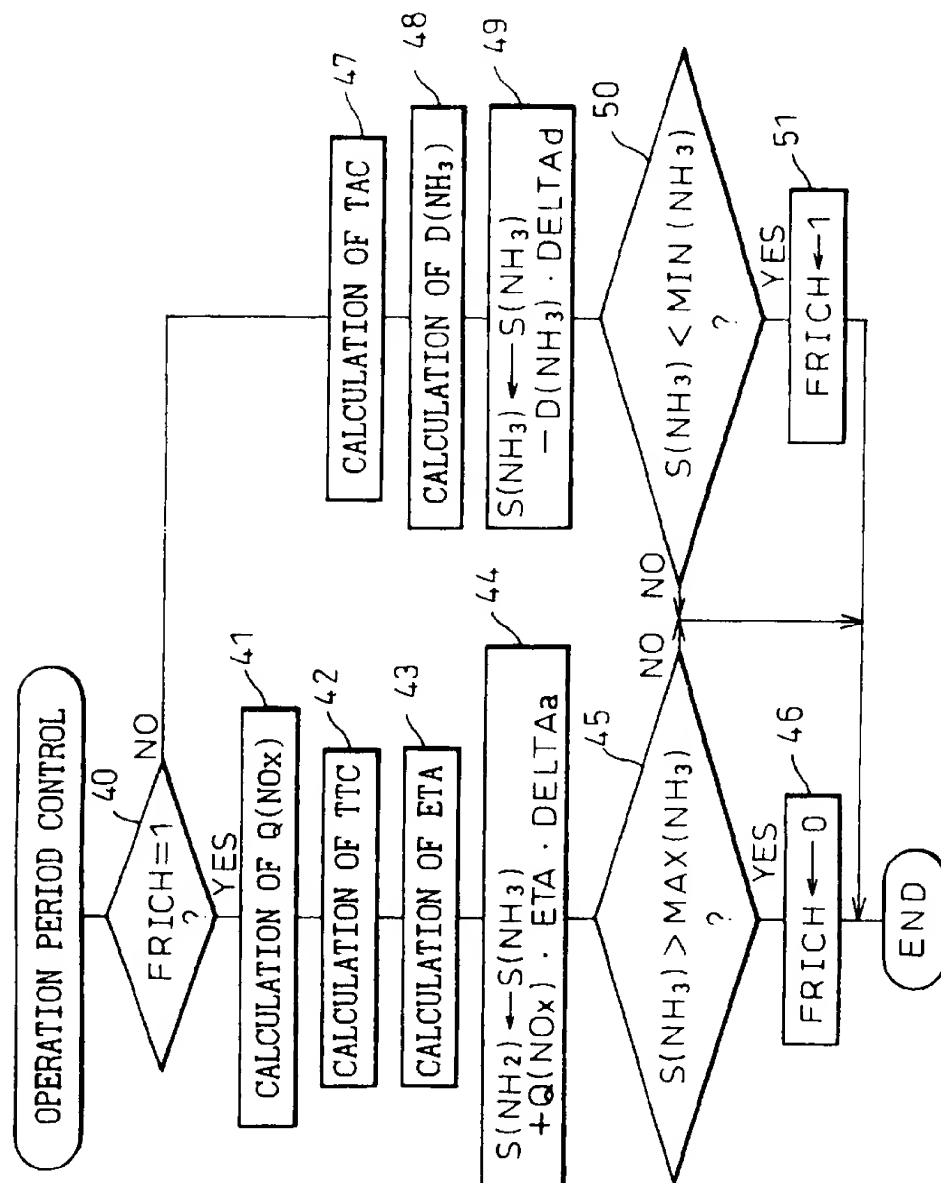 OPERATION PERIOD CONTROL
40
FRICH=1
?
NO
YES
41
CALCULATION OF Q(NOx)
42
CALCULATION OF TTC
43
CALCULATION OF ETA
44
S(NH₂)←S(NH₃)
+Q(NOx)·ETA·DELTAa
45
S(NH₃)>MAX(NH₃)
?
NO
YES
46
FRICH←0
END
47
CALCULATION OF TAC
48
CALCULATION OF D(NH₃)
49
S(NH₃)←S(NH₃)
-D(NH₃)·DELTAd
50
S(NH₃)<MIN(NH₃)
?
NO
YES
51
FRICH←1